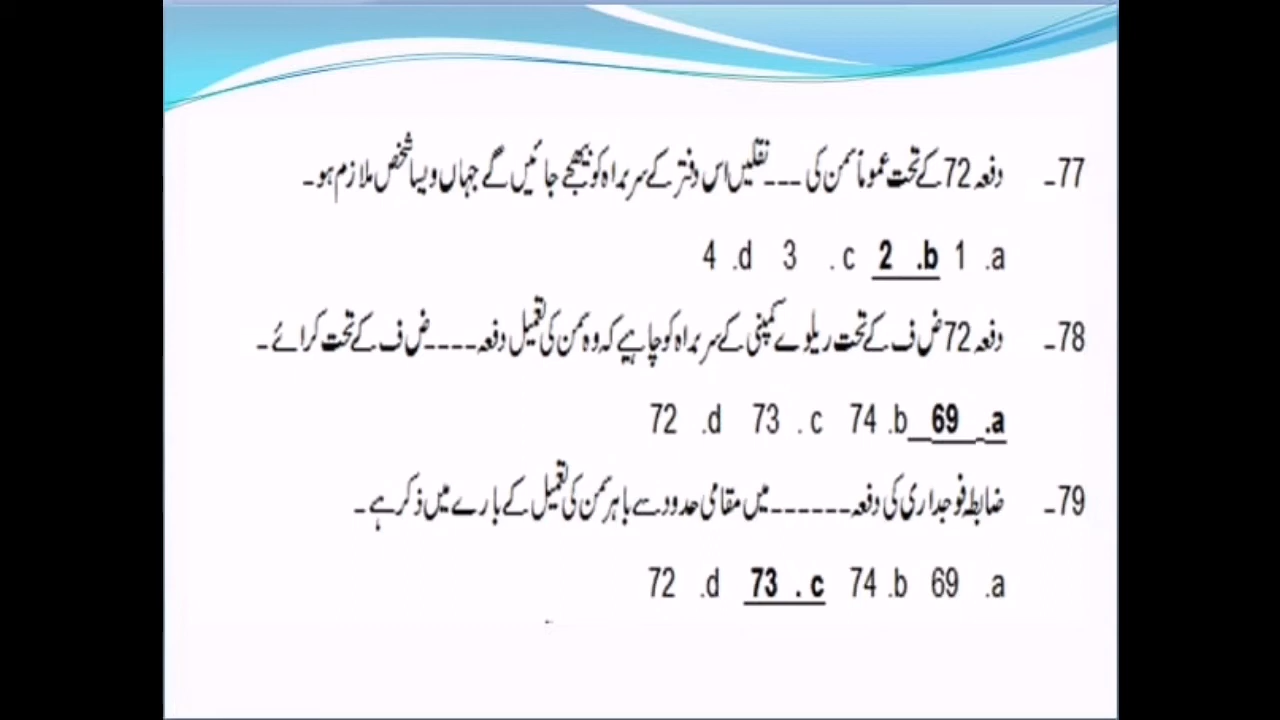 77۔ دفعہ 72 کے تحت عموماً سمن کی ۔۔۔ نقلیں اس دفتر کے سربراہ کو بھیجے جائیں گے جہاں ویسا شخص ملازم ہو۔
a. 1 b. 2 c. 3 d. 4
78۔ دفعہ 72 ض ف کے تحت ریلوے کمپنی کے سربراہ کو چاہیے کہ وہ سمن کی تعمیل دفعہ ۔۔۔۔ ض ف کے تحت کرائے۔
a. 69 b. 74 c. 73 d. 72
79۔ ضابطہ فوجداری کی دفعہ ۔۔۔۔۔۔ میں مقامی حدود سے باہر سمن کی تعمیل کے بارے میں ذکر ہے۔
a. 69 b. 74 c. 73 d. 72